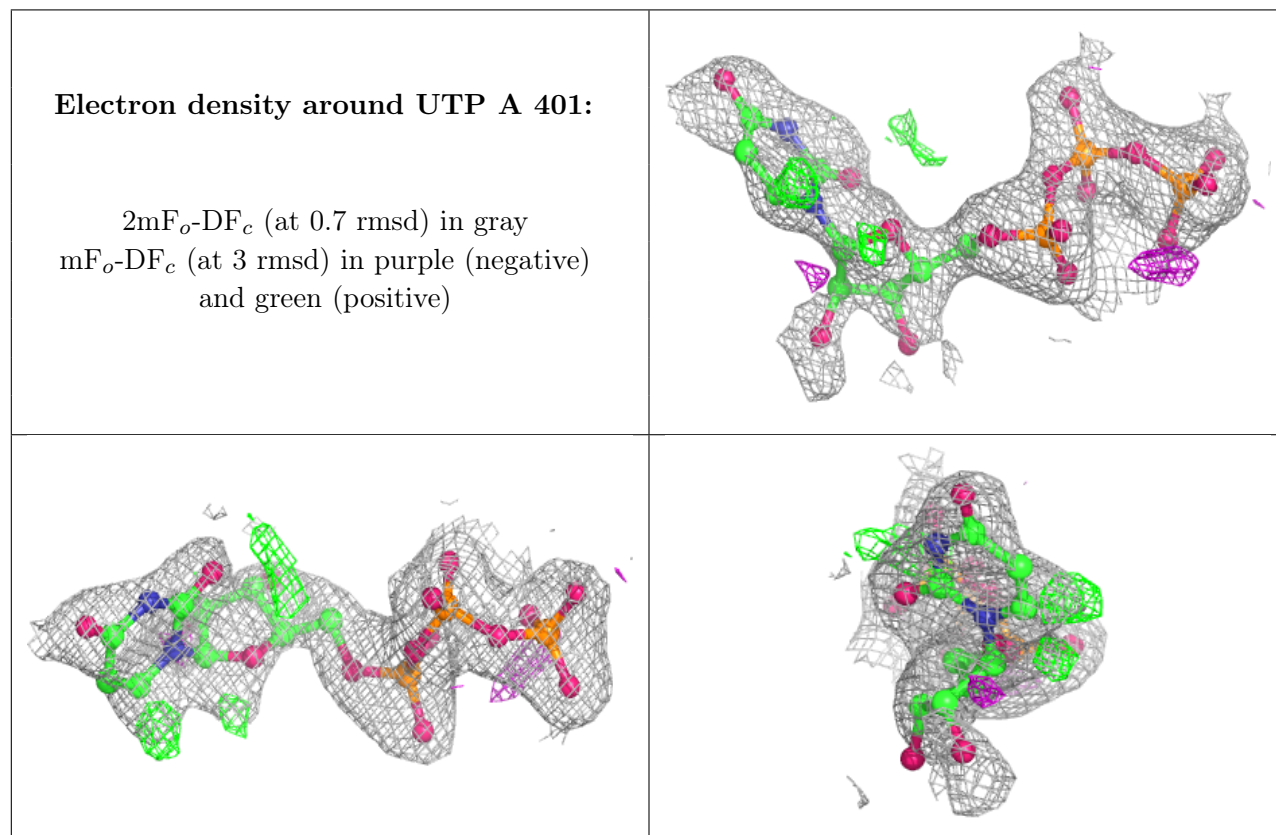 Electron density around UTP A 401:
2mFo-DFc (at 0.7 rmsd) in gray
mFo-DFc (at 3 rmsd) in purple (negative)
and green (positive)